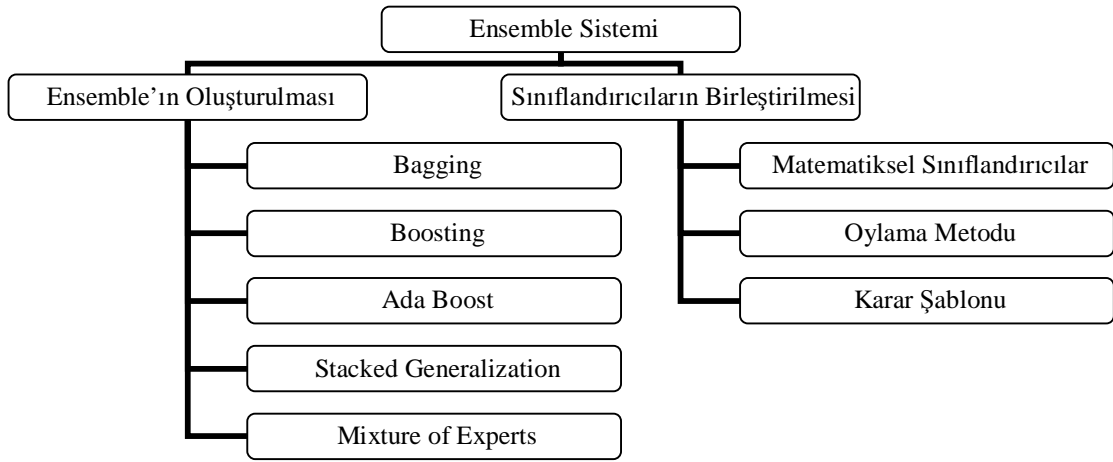 Ensemble Sistemi
Ensemble’ın Oluşturulması
Sınıflandırıcıların Birleştirilmesi
Bagging
Matematiksel Sınıflandırıcılar
Boosting
Oylama Metodu
Ada Boost
Karar Şablonu
Stacked Generalization
Mixture of Experts